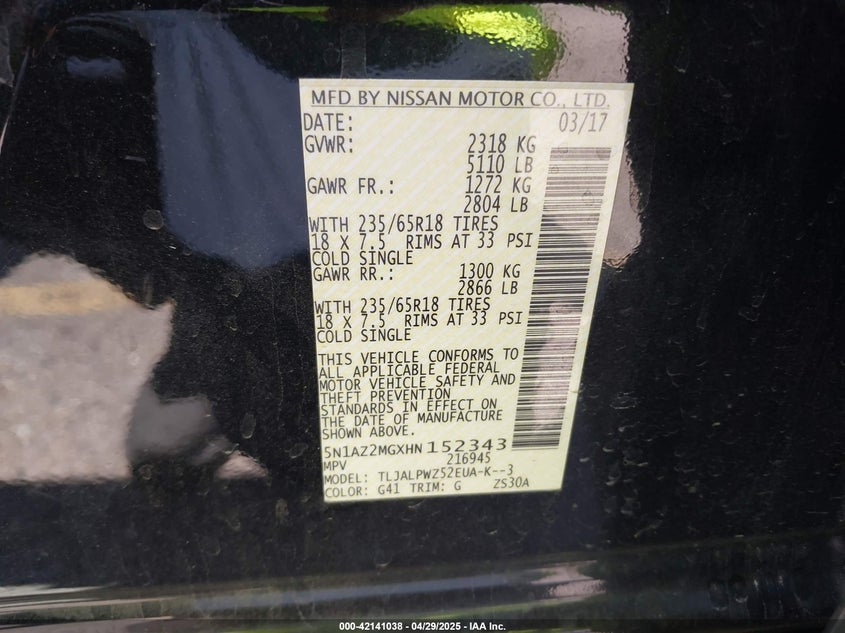 MFD BY NISSAN MOTOR CO., LTD.
DATE: 03/17
GVWR: 2318 KG
5110 LB
GAWR FR.: 1272 KG
2804 LB
WITH 235/65R18 TIRES
18 X 7.5 RIMS AT 33 PSI
COLD SINGLE
GAWR RR.: 1300 KG
2866 LB
WITH 235/65R18 TIRES
18 X 7.5 RIMS AT 33 PSI
COLD SINGLE
THIS VEHICLE CONFORMS TO
ALL APPLICABLE FEDERAL
MOTOR VEHICLE SAFETY AND
THEFT PREVENTION
STANDARDS IN EFFECT ON
THE DATE OF MANUFACTURE
SHOWN ABOVE.
5N1AZ2MGXHN152343
MPV 216945
MODEL: TLJALPWZ52EUA-K--3
COLOR: G41 TRIM: G ZS30A
000-42141038 - 04/29/2025 - IAA Inc.